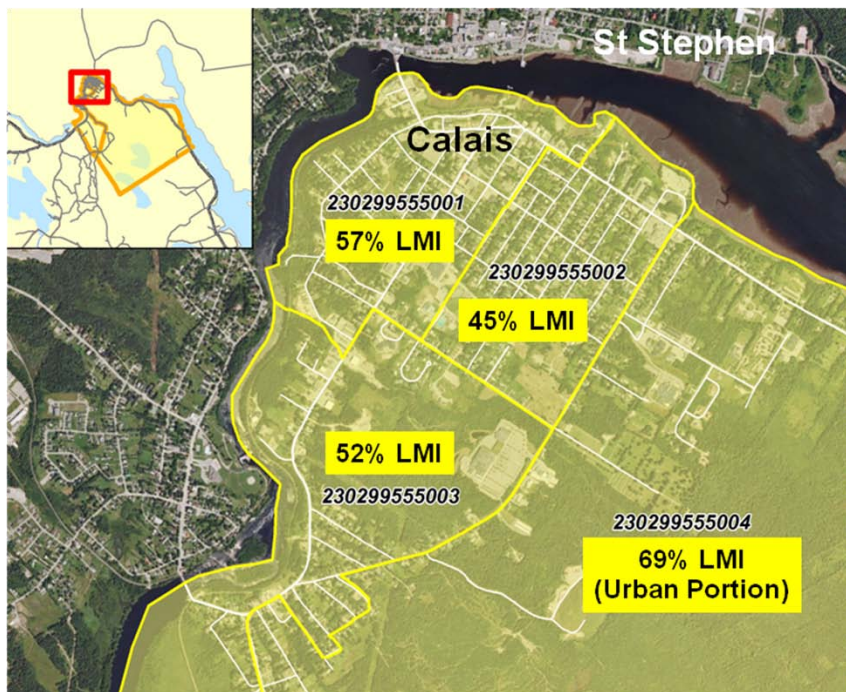 St Stephen
Calais
230299555001
57% LMI
230299555002
45% LMI
52% LMI
230299555003
230299555004
69% LMI
(Urban Portion)